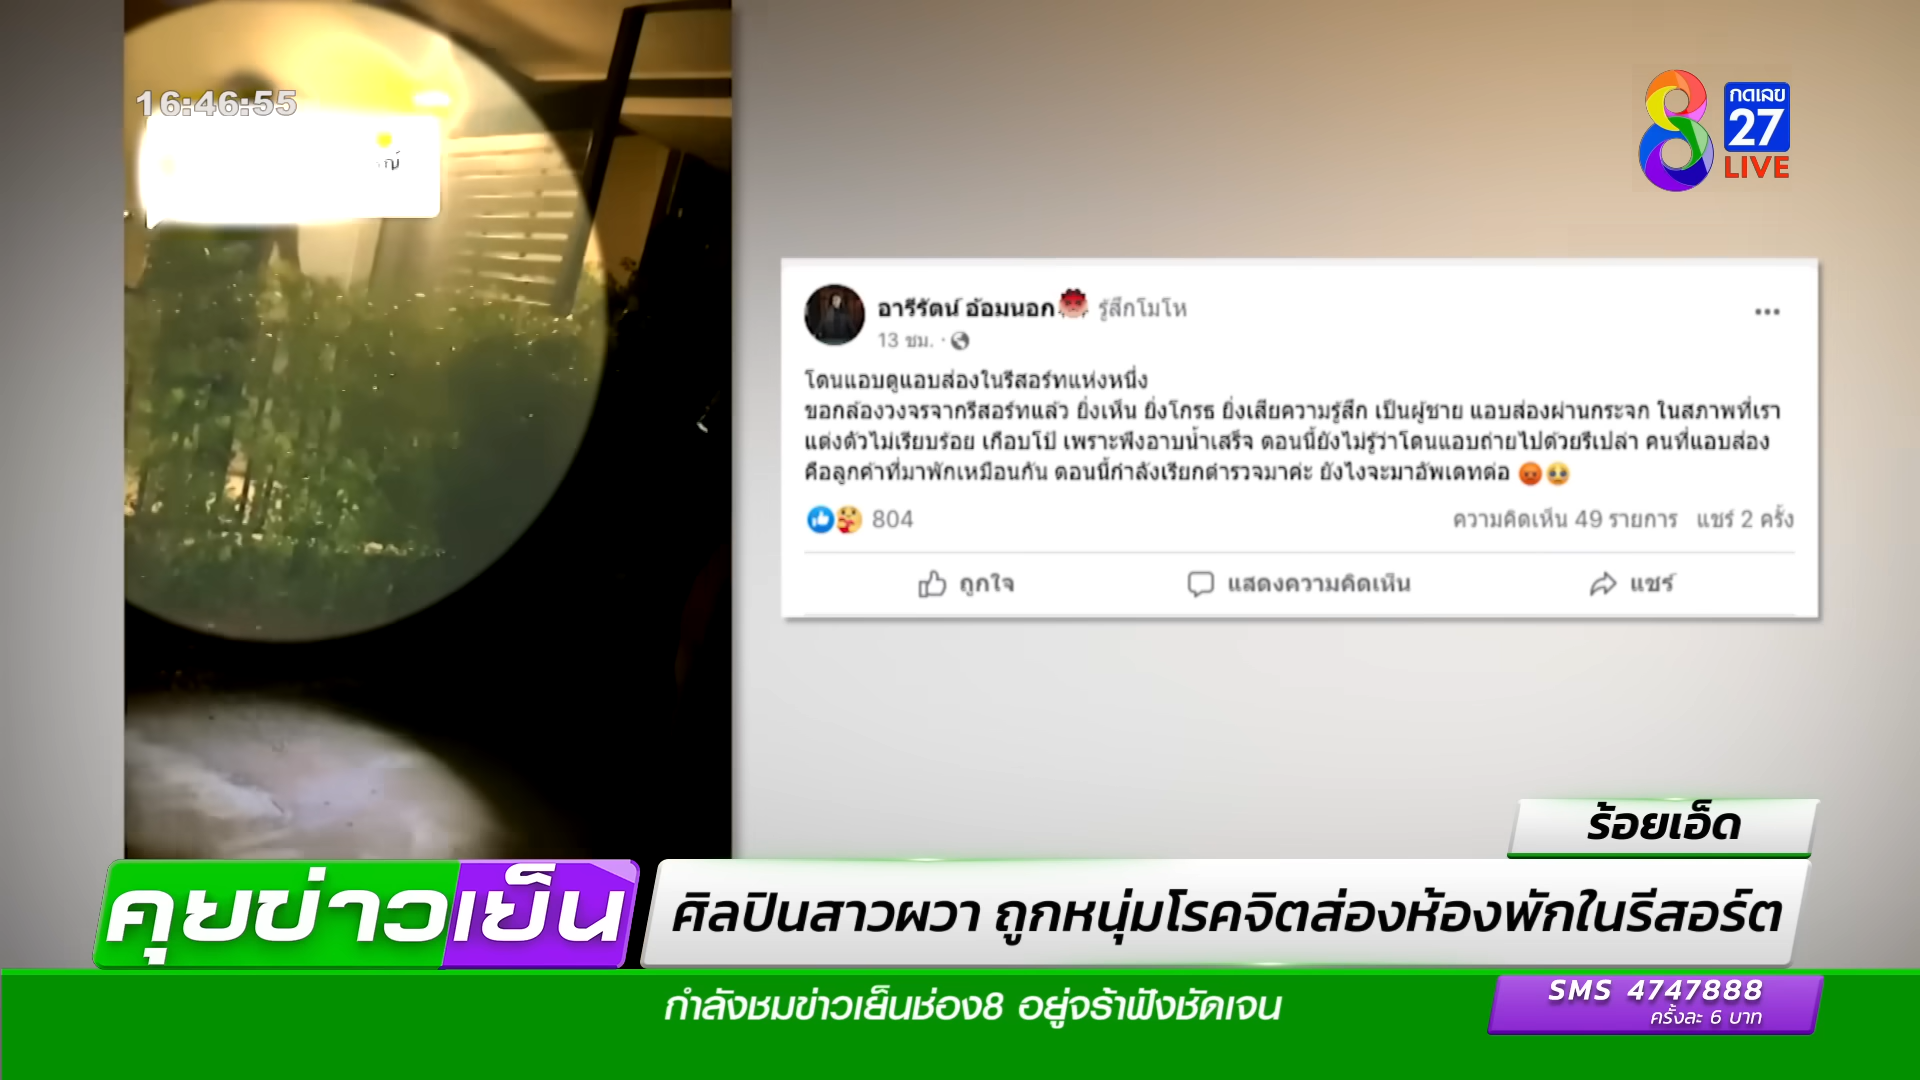 16:46:55
กดเลข
27
LIVE
อารีรัตน์ อ้อมนอก รู้สึกโมโห
13 ชม. ·
โดนแอบดูแอบส่องในรีสอร์ทแห่งหนึ่ง
ขอกล้องวงจรจากรีสอร์ทแล้ว ยิ่งเห็น ยิ่งโกรธ ยิ่งเสียความรู้สึก เป็นผู้ชาย แอบส่องผ่านกระจก ในสภาพที่เรา
แต่งตัวไม่เรียบร้อย เกือบโป๊ เพราะพึ่งอาบน้ำเสร็จ ตอนนี้ยังไม่รู้ว่าโดนแอบถ่ายไปด้วยรึเปล่า คนที่แอบส่อง
คือลูกค้าที่มาพักเหมือนกัน ตอนนี้กำลังเรียกตำรวจมาค่ะ ยังไงจะมาอัพเดทต่อ 😡🥹
804
ความคิดเห็น 49 รายการ แชร์ 2 ครั้ง
ถูกใจ แสดงความคิดเห็น แชร์
ร้อยเอ็ด
คุยข่าวเย็น
ศิลปินสาวผวา ถูกหนุ่มโรคจิตส่องห้องพักในรีสอร์ต
กำลังชมข่าวเย็นช่อง8 อยู่จร้าฟังชัดเจน
SMS 4747888
ครั้งละ 6 บาท